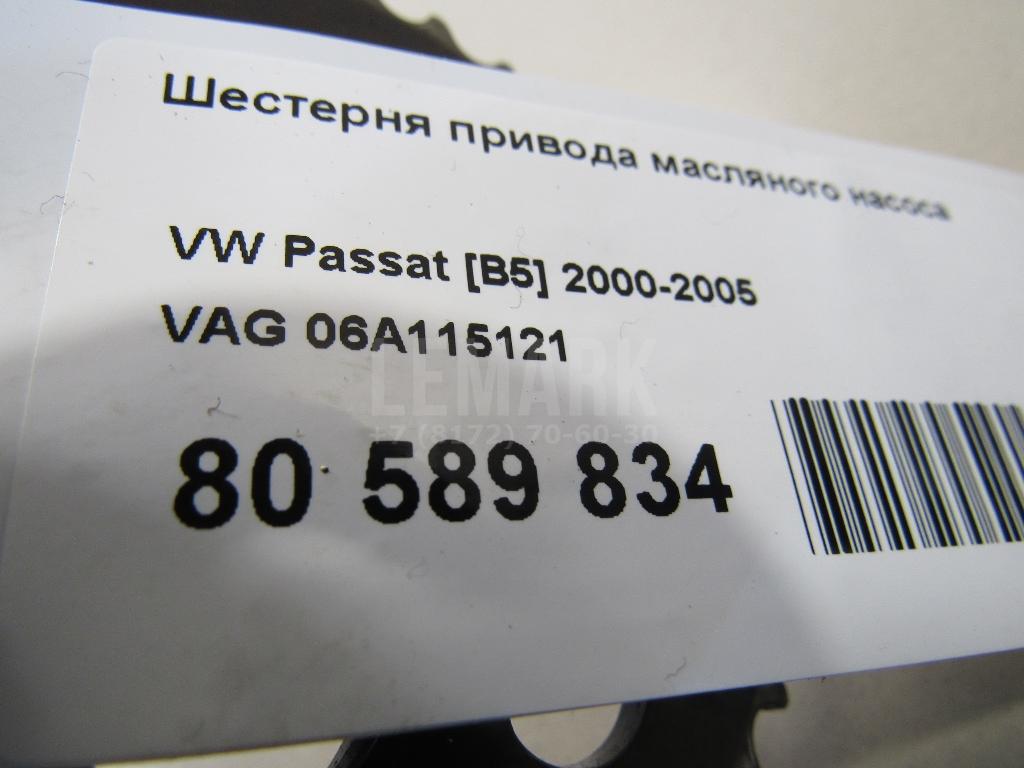 Шестерня привода масляного насоса
VW Passat [B5] 2000-2005
VAG 06A115121
LEMARK
+7 (8172) 70-60-30
80 589 834